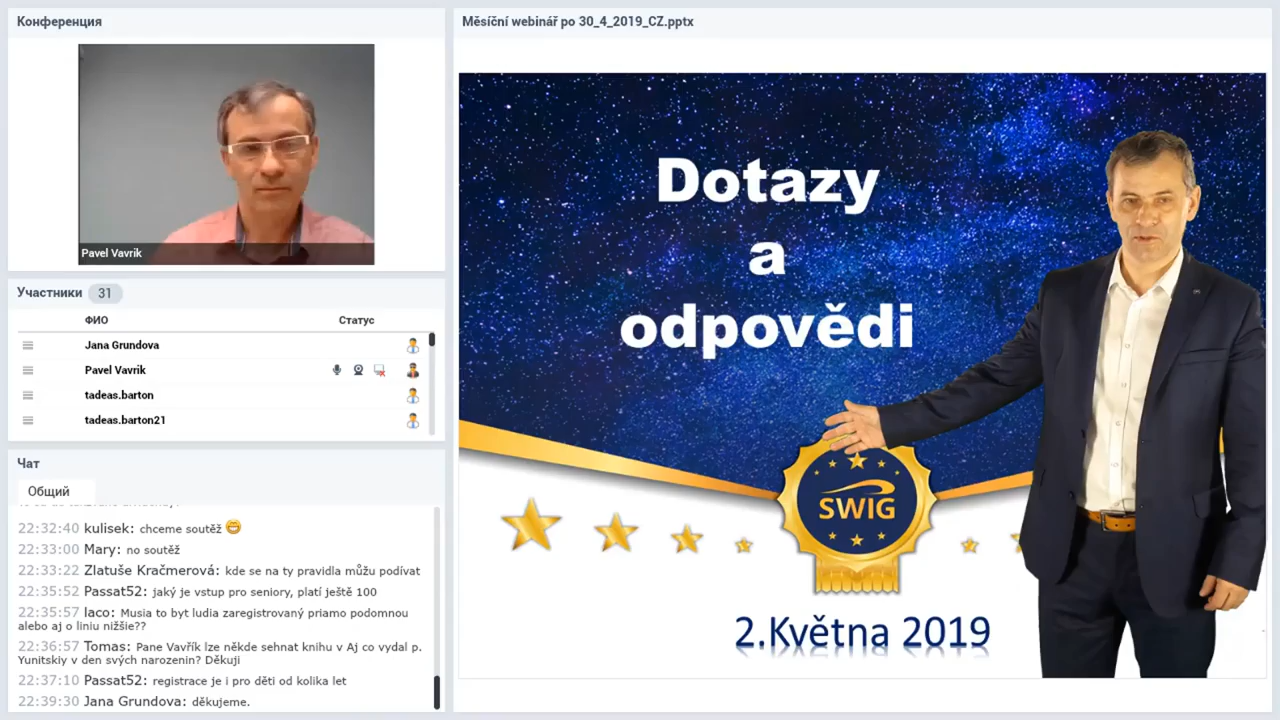 Конференция
Pavel Vavrik
Участники 31
ФИО Статус
Jana Grundova
Pavel Vavrik
tadeas.barton
tadeas.barton21
Чат
Общий
22:32:40 kulisek: chceme soutěž
22:33:00 Mary: no soutěž
22:33:22 Zlatuše Kračmerová: kde se na ty pravidla můžu podívat
22:35:52 Passat52: jaký je vstup pro seniory, platí ještě 100
22:35:57 laco: Musia to byt ludia zaregistrovaný priamo podomnou
alebo aj o liniu nižšie??
22:36:57 Tomas: Pane Vavřík lze někde sehnat knihu v Aj co vydal p.
Yunitskiy v den svých narozenin? Děkuji
22:37:10 Passat52: registrace je i pro děti od kolika let
22:39:30 Jana Grundova: děkujeme.
Měsíční webinář po 30_4_2019_CZ.pptx
Dotazy
a
odpovědi
SWIG
2.Května 2019